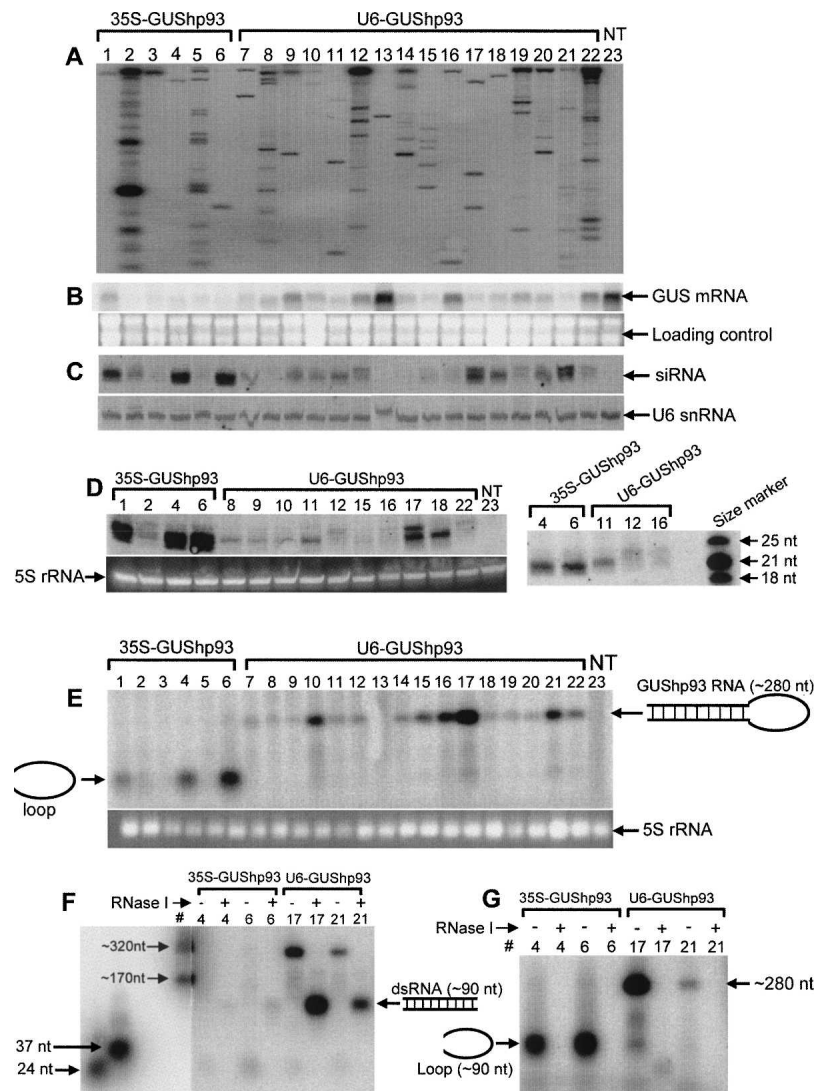 35S-GUShp93 U6-GUShp93 NT
1 2 3 4 5 6 7 8 9 10 11 12 13 14 15 16 17 18 19 20 21 22 23
A
B GUS mRNA
Loading control
C siRNA
U6 snRNA
D 35S-GUShp93 U6-GUShp93 NT
1 2 4 6 8 9 10 11 12 15 16 17 18 22 23
5S rRNA
35S-GUShp93 U6-GUShp93 Size marker
4 6 11 12 16
25 nt
21 nt
18 nt
35S-GUShp93 U6-GUShp93 NT
1 2 3 4 5 6 7 8 9 10 11 12 13 14 15 16 17 18 19 20 21 22 23
E
GUShp93 RNA (~280 nt)
loop
5S rRNA
F 35S-GUShp93 U6-GUShp93
RNase I - + - + - + - +
# 4 4 6 6 17 17 21 21
~320nt
~170nt
dsRNA (~90 nt)
37 nt
24 nt
G
35S-GUShp93 U6-GUShp93
RNase I - + - + - + - +
# 4 4 6 6 17 17 21 21
~280 nt
Loop (~90 nt)